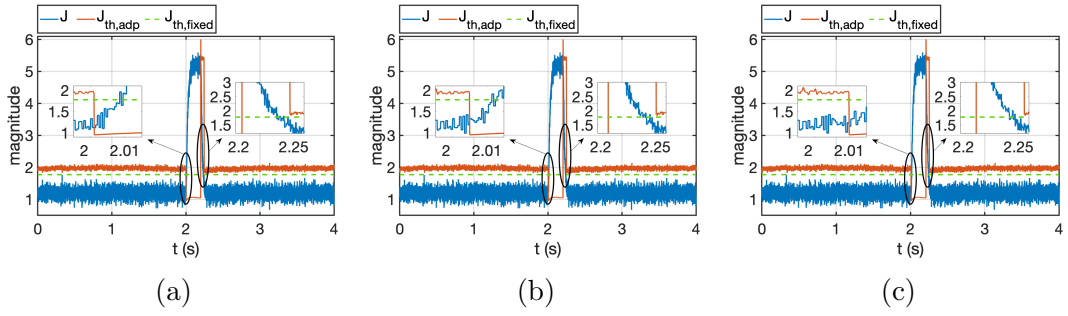 J J_th,adp J_th,fixed J J_th,adp J_th,fixed J J_th,adp J_th,fixed
6 6 6
5 5 5
4 4 4
3 3 3
2 2 2
1 1 1
magnitude magnitude magnitude
2 1.5 1 2 2.01
3 2.5 2 1.5 2.2 2.25
2 1.5 1 2 2.01
3 2.5 2 1.5 2.2 2.25
2 1.5 1 2 2.01
3 2.5 2 1.5 2.2 2.25
0 1 2 3 4 0 1 2 3 4 0 1 2 3 4
t (s) t (s) t (s)
(a) (b) (c)